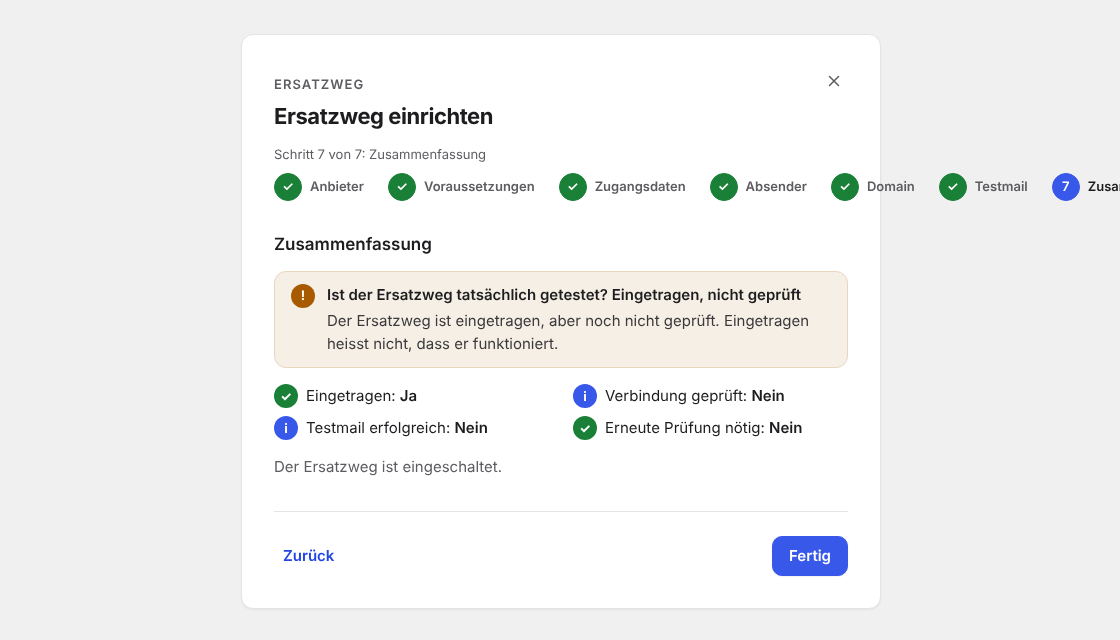 ERSATZWEG
Ersatzweg einrichten
Schritt 7 von 7: Zusammenfassung
Anbieter Voraussetzungen Zugangsdaten Absender Domain Testmail 7
Zusammenfassung
! Ist der Ersatzweg tatsächlich getestet? Eingetragen, nicht geprüft
Der Ersatzweg ist eingetragen, aber noch nicht geprüft. Eingetragen
heisst nicht, dass er funktioniert.
Eingetragen: Ja i Verbindung geprüft: Nein
i Testmail erfolgreich: Nein Erneute Prüfung nötig: Nein
Der Ersatzweg ist eingeschaltet.
Zurück Fertig